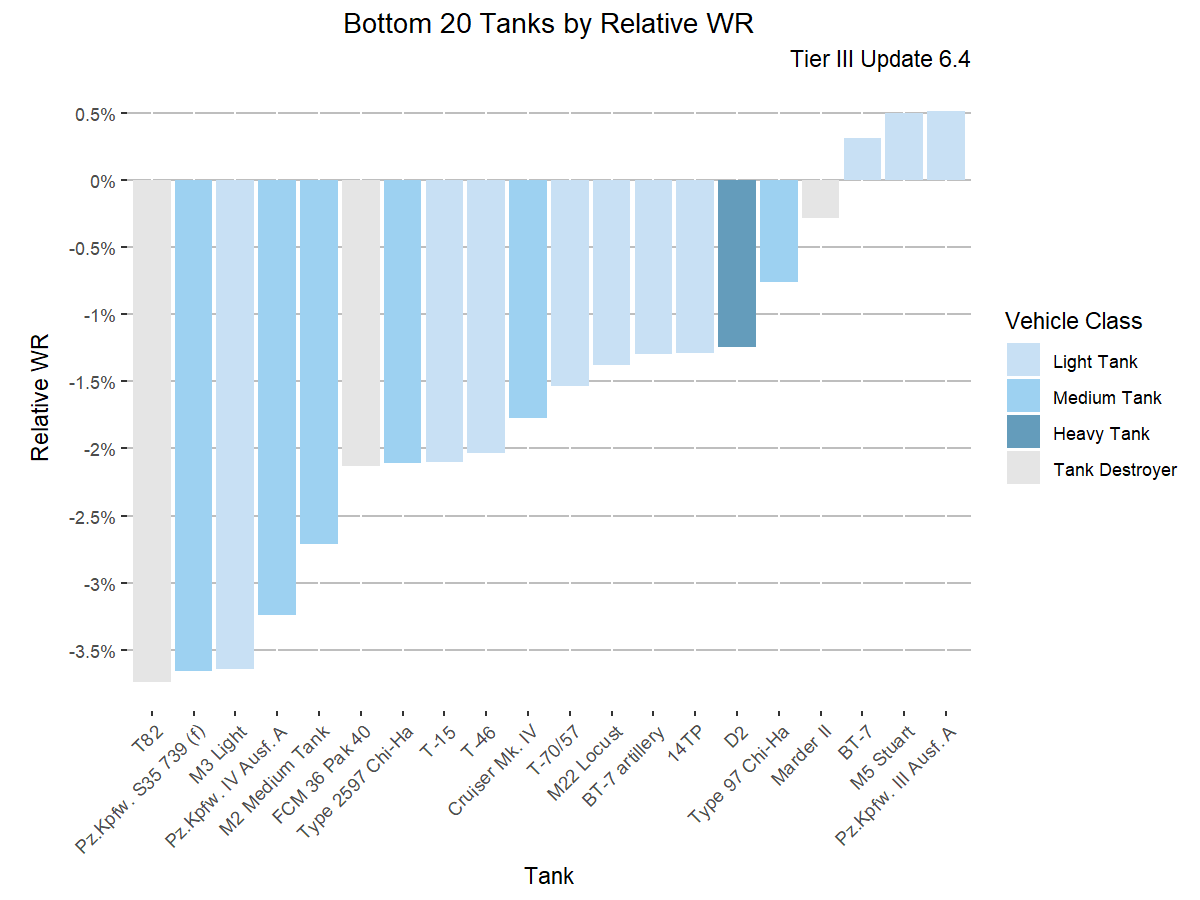 Bottom 20 Tanks by Relative WR
Tier III Update 6.4
0.5%
0%
-0.5%
-1%
-1.5%
-2%
-2.5%
-3%
-3.5%
Relative WR
T82
Pz.Kpfw. S35 739 (f)
M3 Light
Pz.Kpfw. IV Ausf. A
M2 Medium Tank
FCM 36 Pak 40
Type 2597 Chi-Ha
T-15
T-46
Cruiser Mk. IV
T-70/57
M22 Locust
BT-7 artillery
14TP
D2
Type 97 Chi-Ha
Marder II
BT-7
M5 Stuart
Pz.Kpfw. III Ausf. A
Tank
Vehicle Class
Light Tank
Medium Tank
Heavy Tank
Tank Destroyer